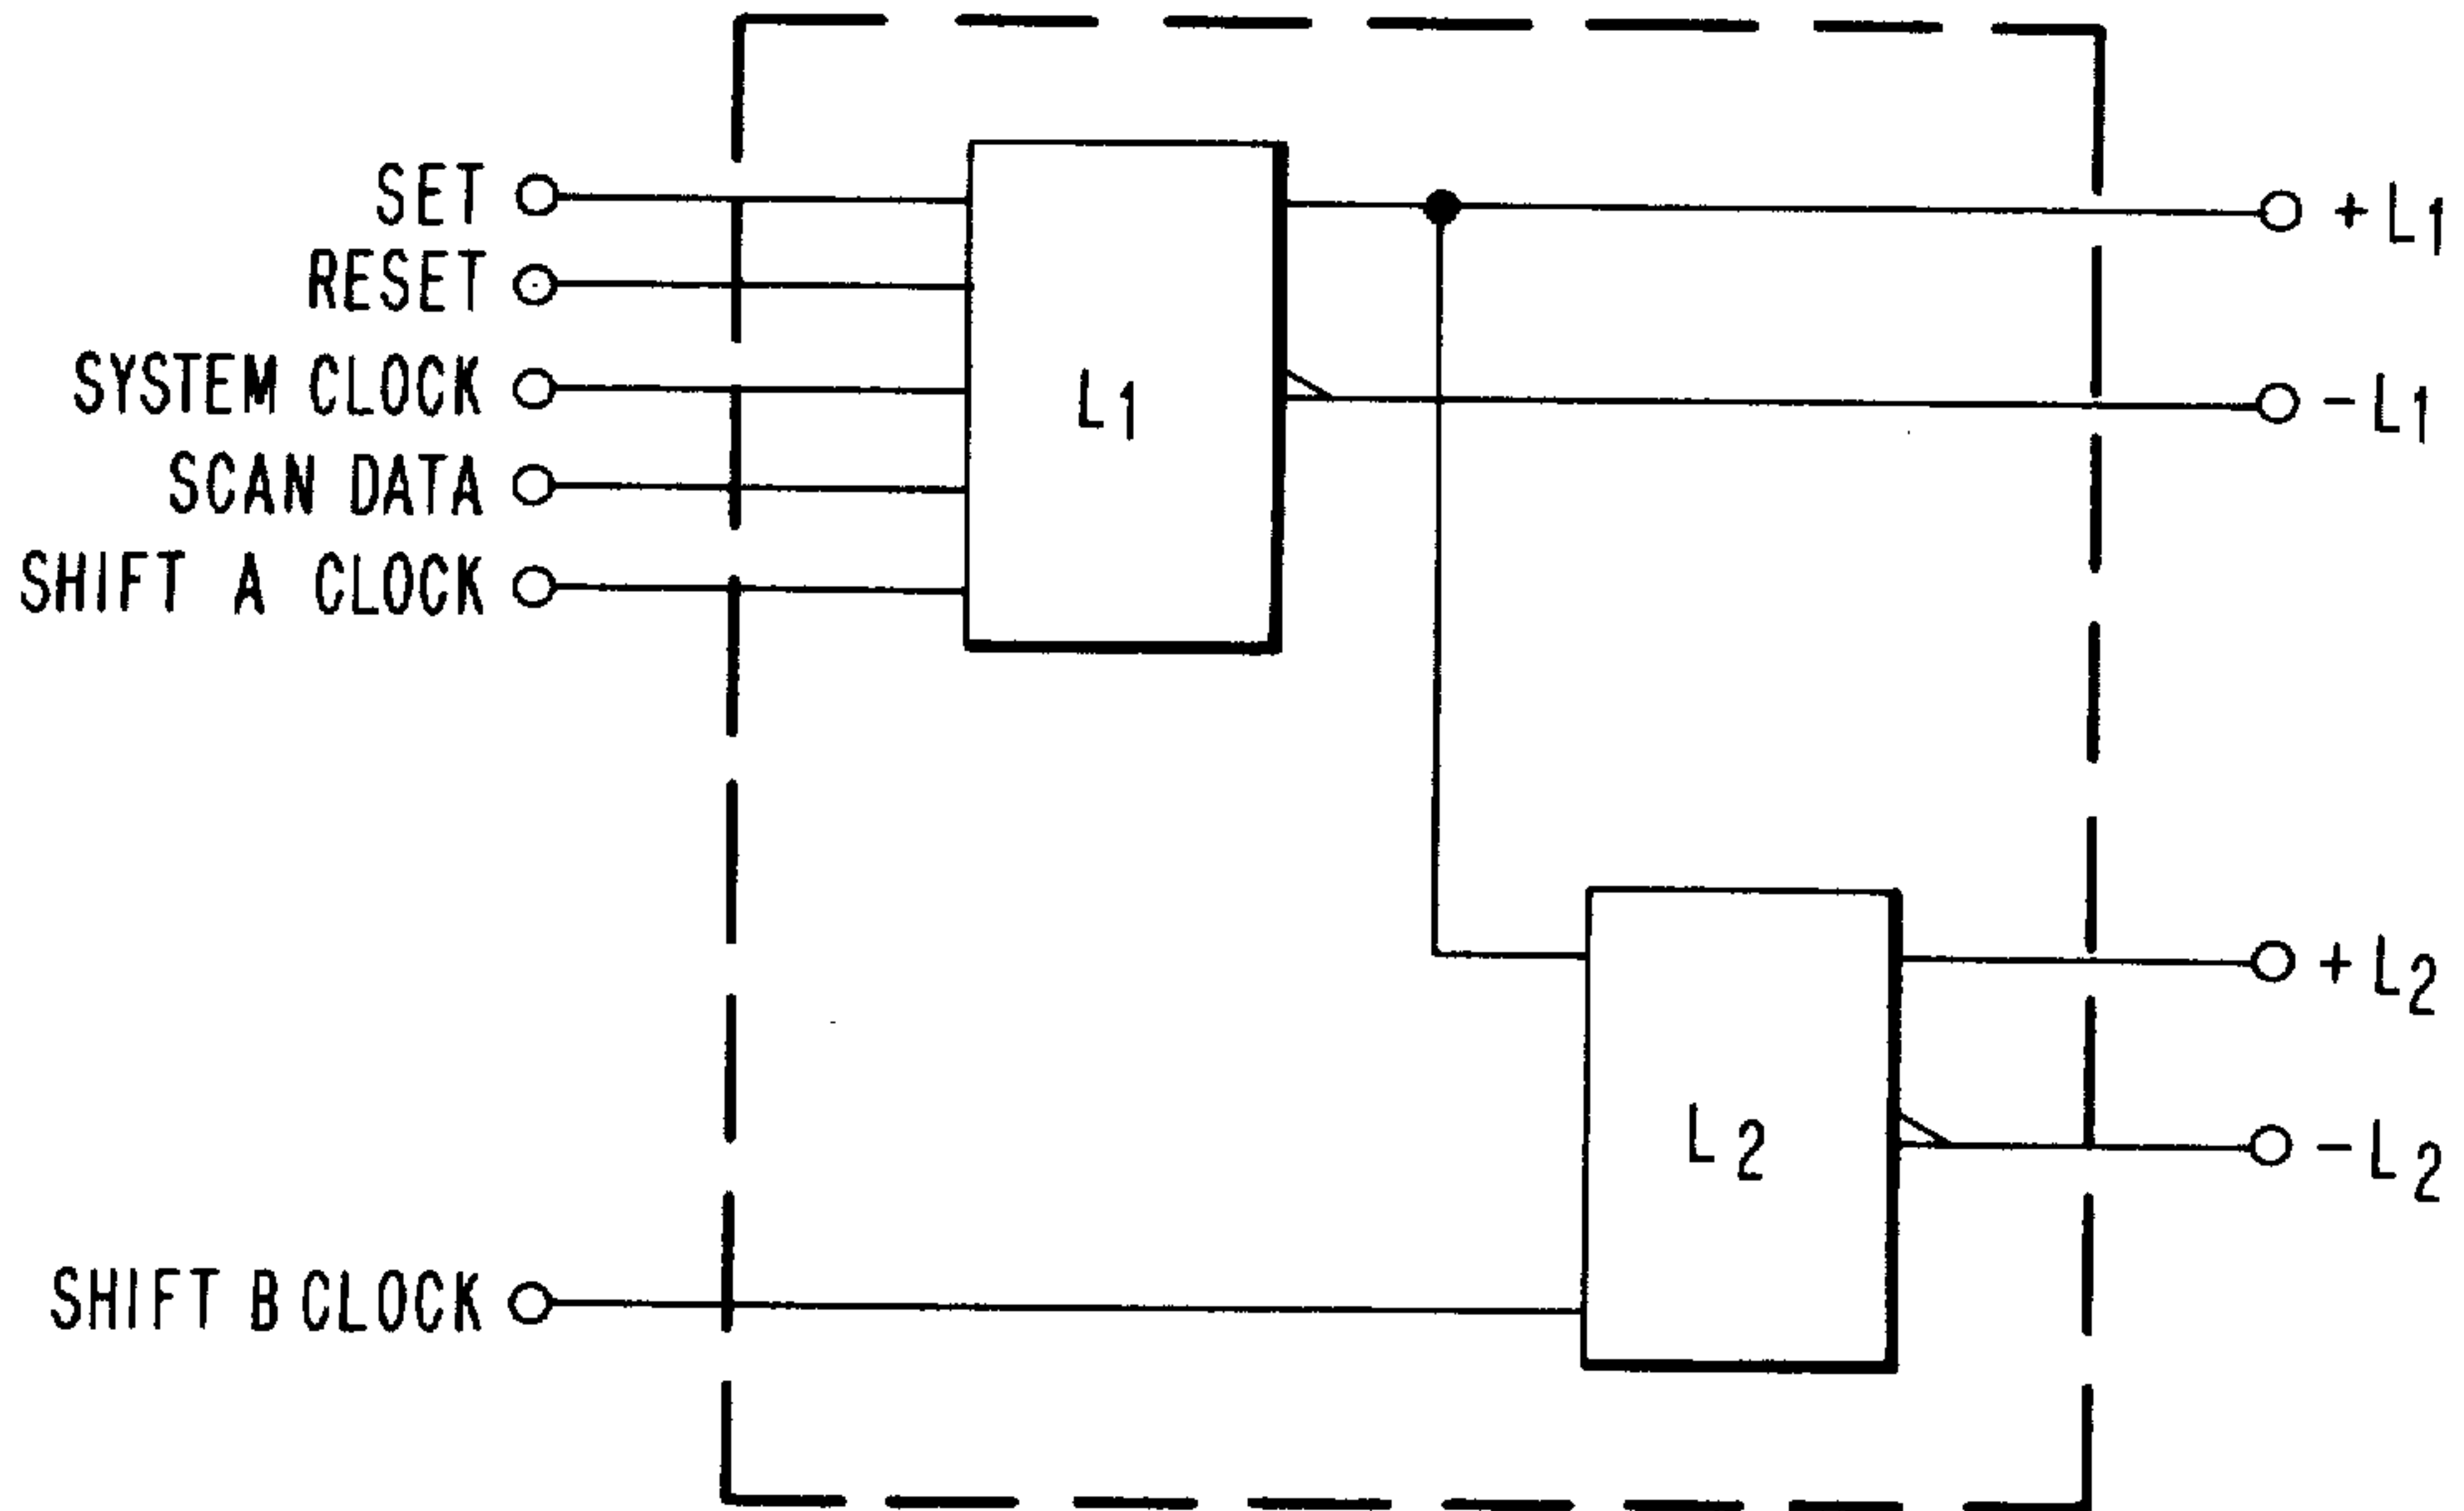 SET
RESET
SYSTEM CLOCK
SCAN DATA
SHIFT A CLOCK
SHIFT B CLOCK
L1
L2
+L1
-L1
+L2
-L2